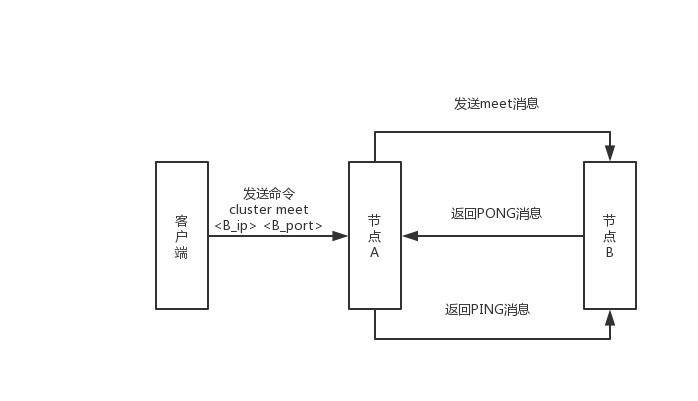 发送meet消息
发送命令
cluster meet
<B_ip> <B_port>
客
户
端
节
点
A
返回PONG消息
节
点
B
返回PING消息